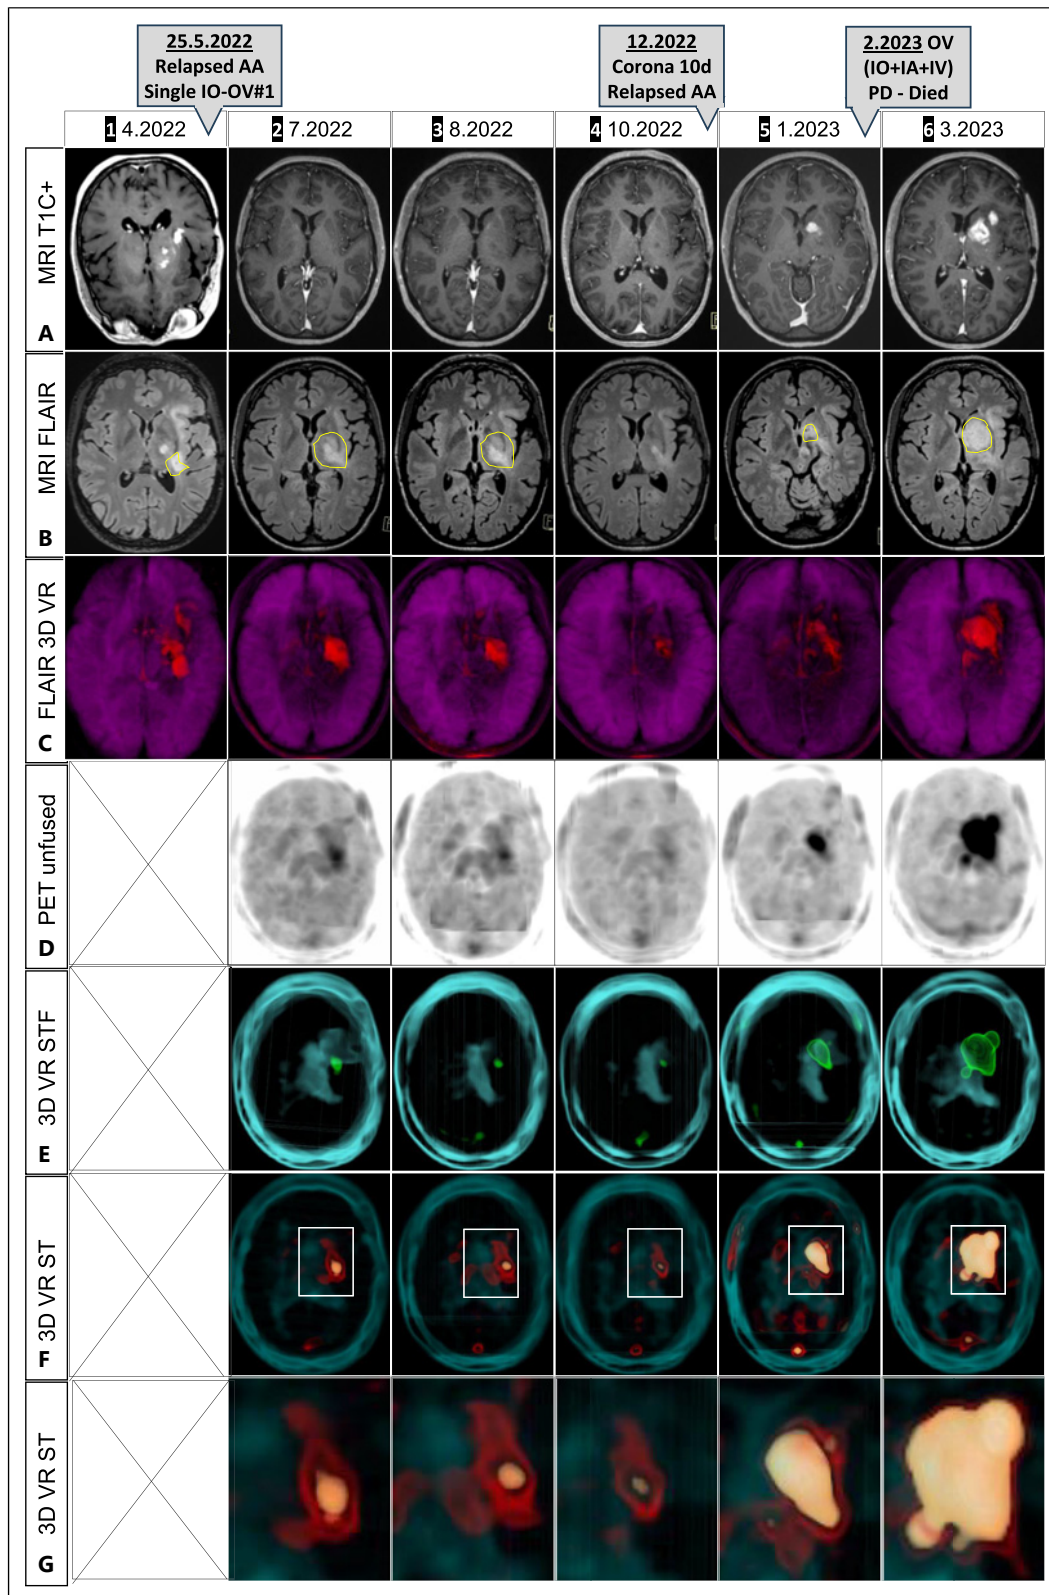 25.5.2022
Relapsed AA
Single IO-OV#1
12.2022
Corona 10d
Relapsed AA
2.2023 OV
(IO+IA+IV)
PD - Died
1 4.2022
2 7.2022
3 8.2022
4 10.2022
5 1.2023
6 3.2023
MRI T1C+
A
MRI FLAIR
B
FLAIR 3D VR
C
PET unfused
D
3D VR STF
E
3D VR ST
F
3D VR ST
G